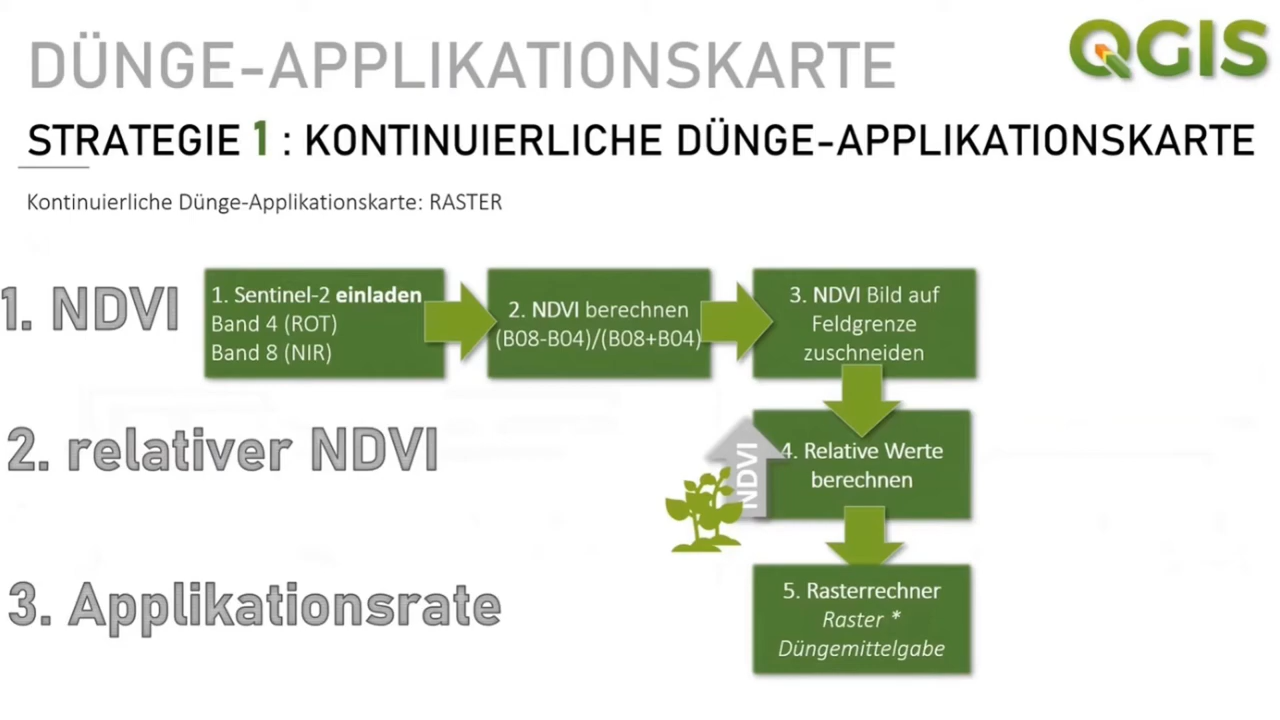 DÜNGE-APPLIKATIONSKARTE
QGIS
STRATEGIE 1 : KONTINUIERLICHE DÜNGE-APPLIKATIONSKARTE
Kontinuierliche Dünge-Applikationskarte: RASTER
1. NDVI
1. Sentinel-2 einladen
Band 4 (ROT)
Band 8 (NIR)
2. NDVI berechnen
(B08-B04)/(B08+B04)
3. NDVI Bild auf
Feldgrenze
zuschneiden
2. relativer NDVI
NDVI
4. Relative Werte
berechnen
3. Applikationsrate
5. Rasterrechner
Raster *
Düngemittelgabe